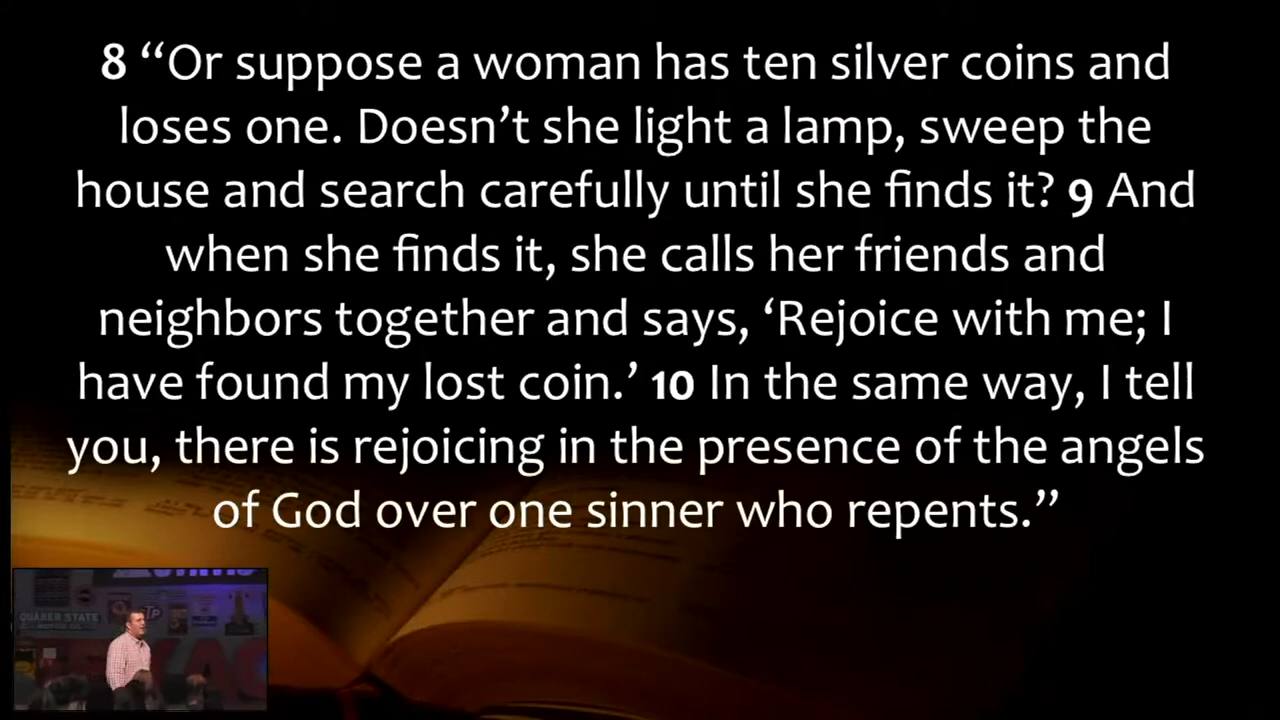 8 “Or suppose a woman has ten silver coins and
loses one. Doesn’t she light a lamp, sweep the
house and search carefully until she finds it? 9 And
when she finds it, she calls her friends and
neighbors together and says, ‘Rejoice with me; I
have found my lost coin.’ 10 In the same way, I tell
you, there is rejoicing in the presence of the angels
of God over one sinner who repents.”
QUAKER STATE
STP